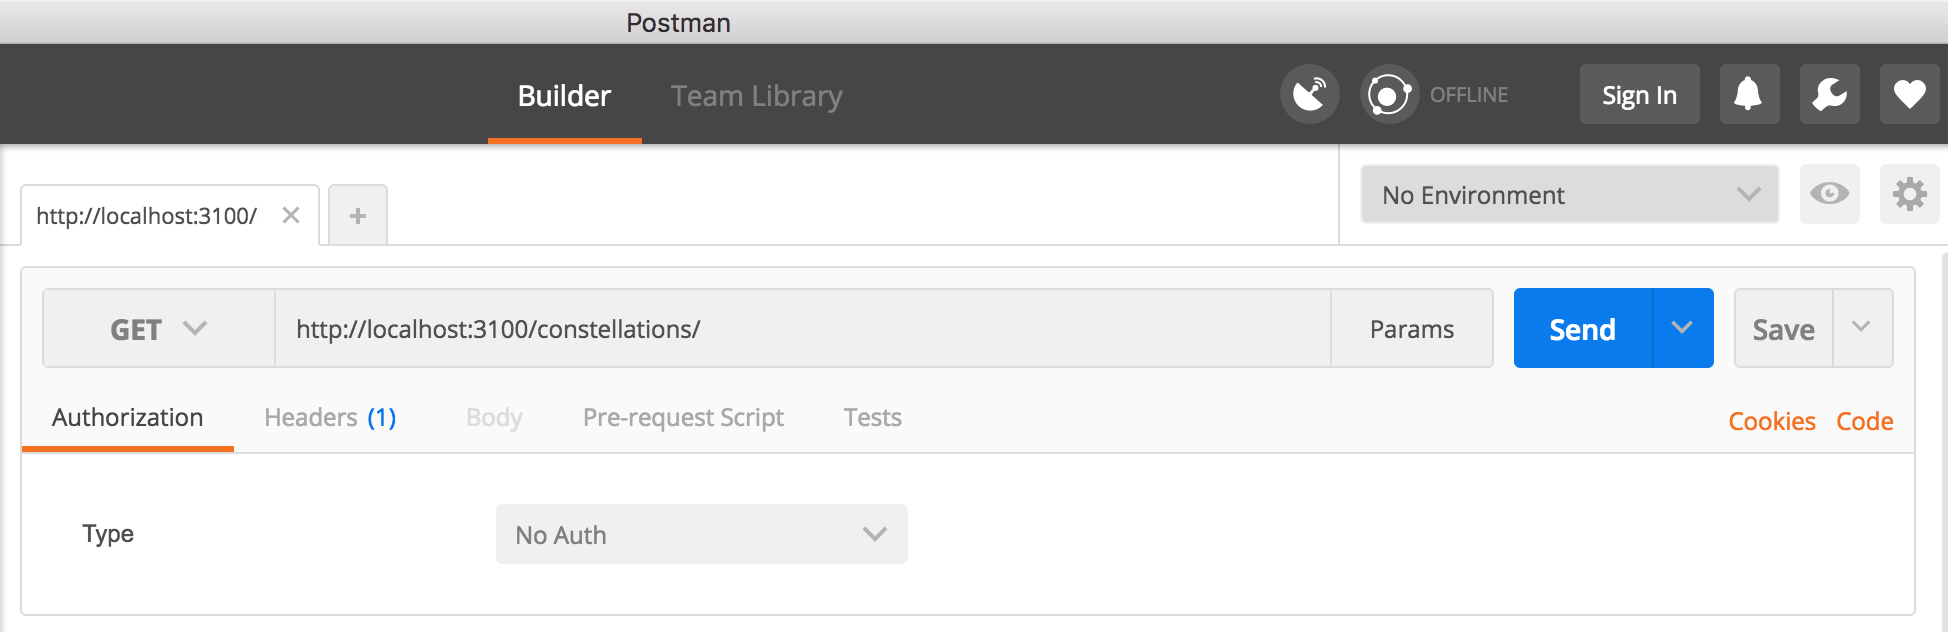 Postman
Builder Team Library OFFLINE Sign In
http://localhost:3100/ No Environment
GET http://localhost:3100/constellations/ Params Send Save
Authorization Headers (1) Body Pre-request Script Tests Cookies Code
Type No Auth